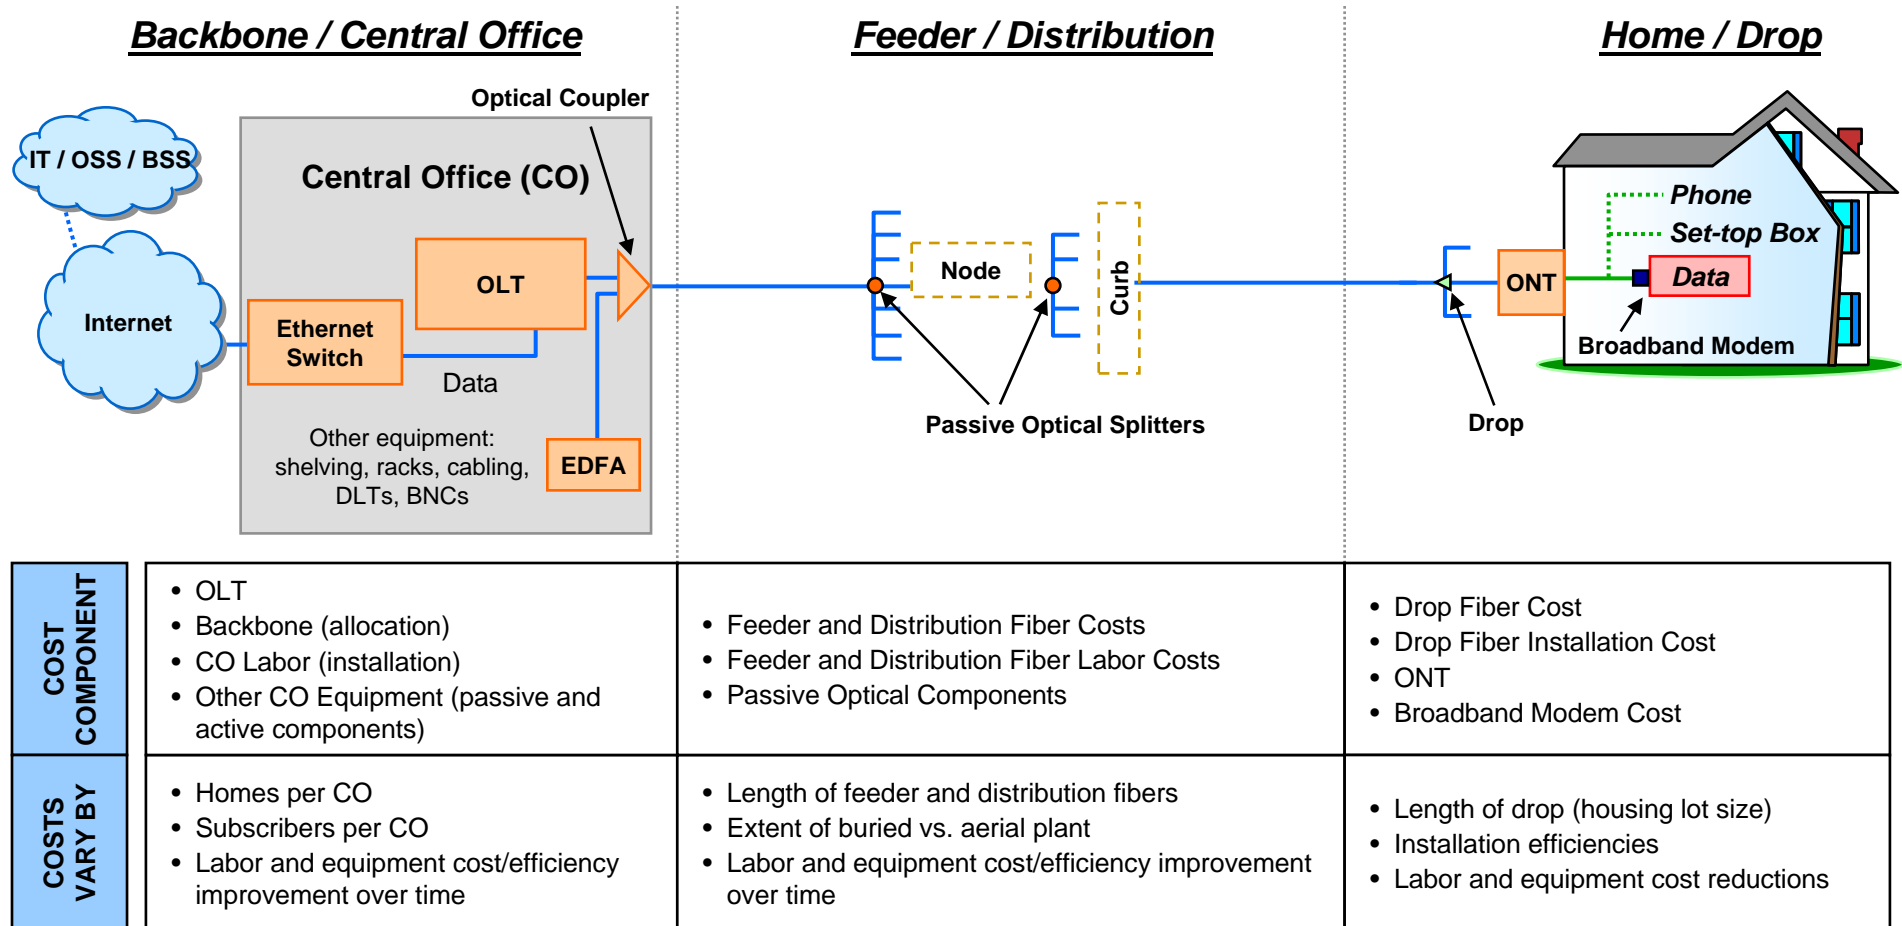 Backbone / Central Office
Feeder / Distribution
Home / Drop
Optical Coupler
IT / OSS / BSS
Central Office (CO)
Internet
Ethernet
Switch
OLT
Data
EDFA
Other equipment:
shelving, racks, cabling,
DLTs, BNCs
Node
Curb
Passive Optical Splitters
Drop
ONT
Phone
Set-top Box
Data
Broadband Modem
COST
COMPONENT
• OLT
• Backbone (allocation)
• CO Labor (installation)
• Other CO Equipment (passive and
active components)
• Feeder and Distribution Fiber Costs
• Feeder and Distribution Fiber Labor Costs
• Passive Optical Components
• Drop Fiber Cost
• Drop Fiber Installation Cost
• ONT
• Broadband Modem Cost
COSTS
VARY BY
• Homes per CO
• Subscribers per CO
• Labor and equipment cost/efficiency
improvement over time
• Length of feeder and distribution fibers
• Extent of buried vs. aerial plant
• Labor and equipment cost/efficiency improvement
over time
• Length of drop (housing lot size)
• Installation efficiencies
• Labor and equipment cost reductions